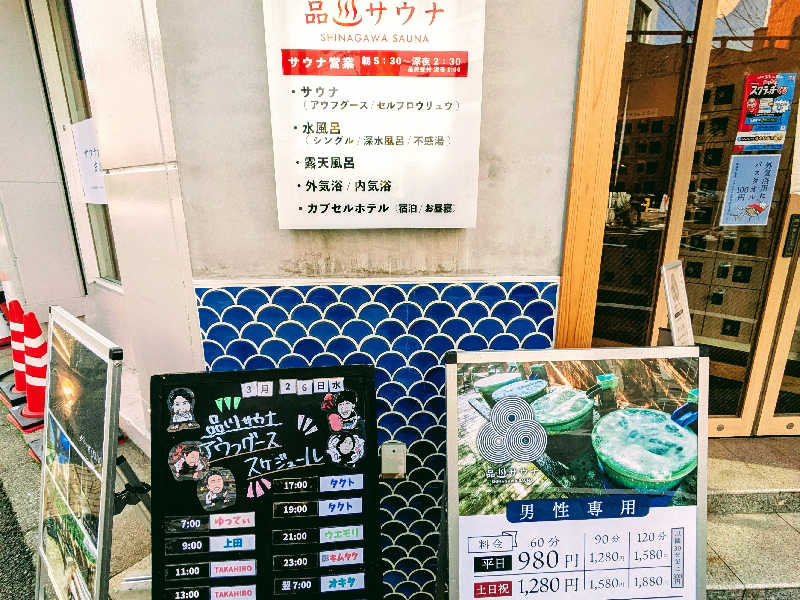 品川サウナ
SHINAGAWA SAUNA
サウナ営業 朝5:30~深夜2:30
・サウナ
(アウフグース/セルフロウリュウ)
・水風呂
(シングル/深水風呂/不感湯)
・露天風呂
・外気浴/内気浴
・カプセルホテル(宿泊/お昼寝)
100円
3月26日水
品川サウナ
アウフグース
スケジュール
7:00 ゆってぃ
9:00 上田
11:00 TAKAHIRO
13:00 TAKAHIRO
17:00 タクト
19:00 タクト
21:00 ウエモリ
23:00 キムタク
翌7:00 オキタ
品川サウナ
男性専用
料金 60分 90分 120分
平日 980円 1,280円 1,580円
土日祝 1,280円 1,580円 1,880円